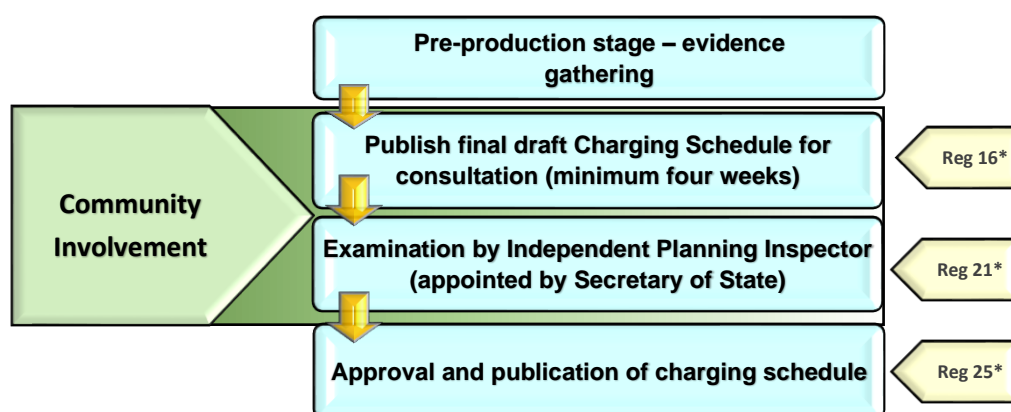 Pre-production stage – evidence
gathering
Publish final draft Charging Schedule for
consultation (minimum four weeks)
Reg 16*
Community
Involvement
Examination by Independent Planning Inspector
(appointed by Secretary of State)
Reg 21*
Approval and publication of charging schedule
Reg 25*